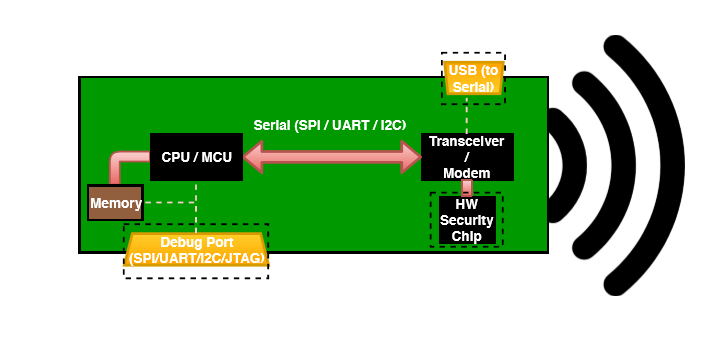 USB (to
Serial)
Serial (SPI / UART / I2C)
CPU / MCU
Transceiver
/
Modem
Memory
HW
Security
Chip
Debug Port
(SPI/UART/I2C/JTAG)